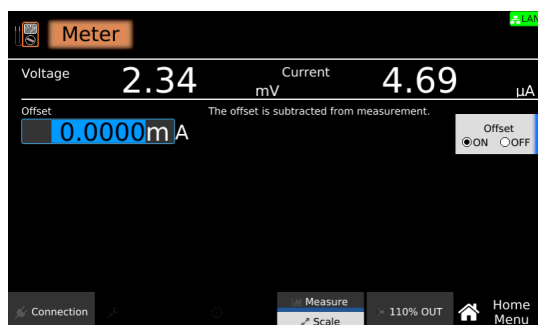 LAN
Meter
Voltage 2.34 mV Current 4.69 µA
Offset The offset is subtracted from measurement.
0.0000m A
Offset
ON OFF
Connection
Measure
Scale
110% OUT
Home
Menu